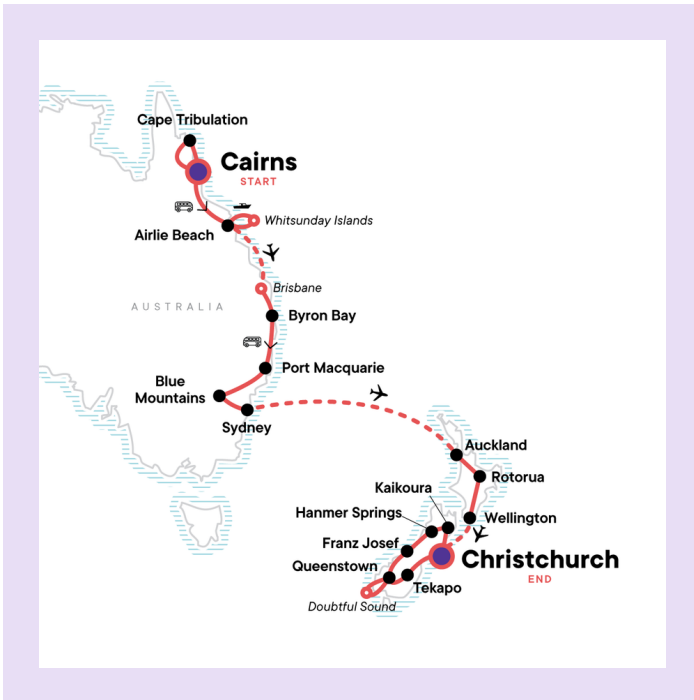 Cape Tribulation
Cairns
START
Whitsunday Islands
Airlie Beach
Brisbane
AUSTRALIA
Byron Bay
Port Macquarie
Blue
Mountains
Sydney
Auckland
Rotorua
Kaikoura
Hanmer Springs
Wellington
Franz Josef
Christchurch
END
Queenstown
Tekapo
Doubtful Sound